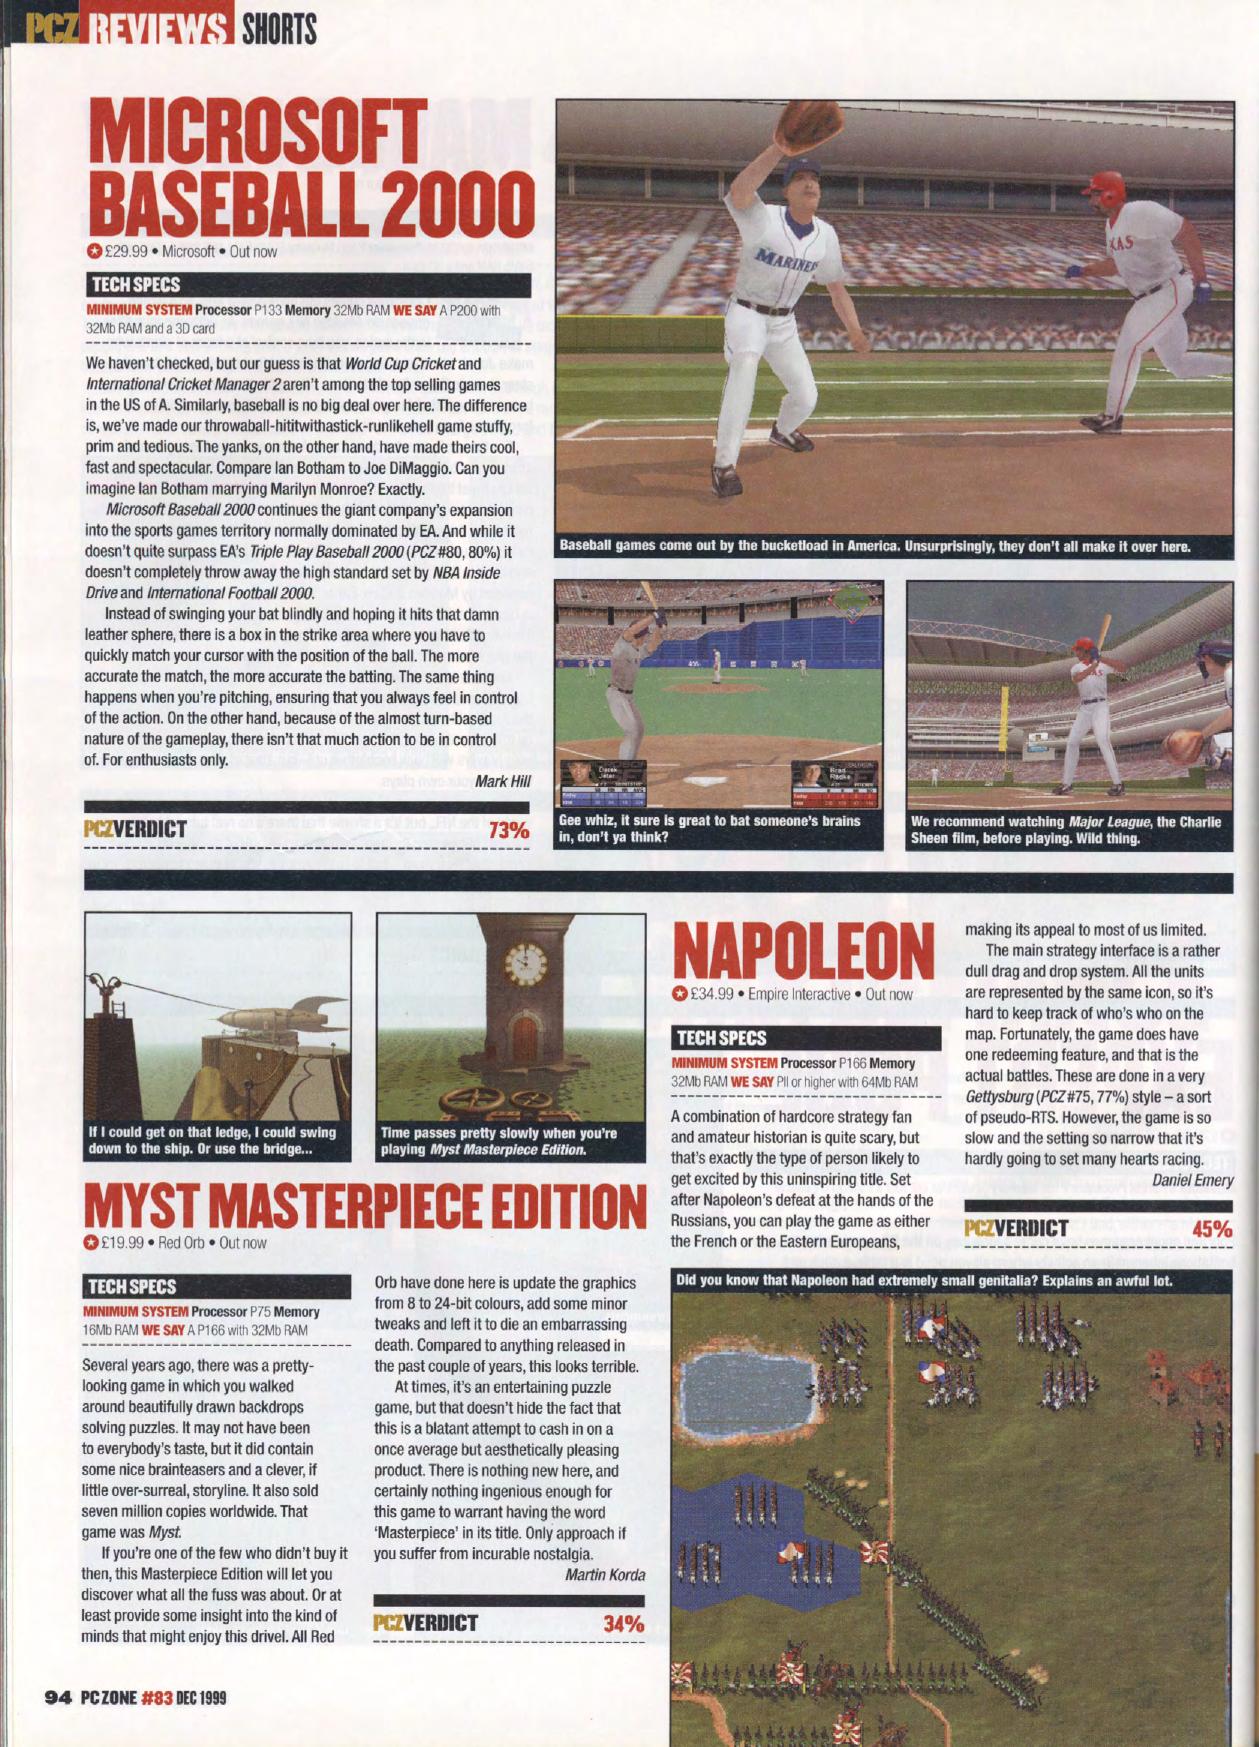 PCZ REVIEWS SHORTS
MICROSOFT
BASEBALL 2000
£29.99 • Microsoft • Out now
TECH SPECS
MINIMUM SYSTEM Processor P133 Memory 32Mb RAM WE SAY A P200 with
32Mb RAM and a 3D card
We haven't checked, but our guess is that World Cup Cricket and
International Cricket Manager 2 aren't among the top selling games
in the US of A. Similarly, baseball is no big deal over here. The difference
is, we've made our throwaball-hititwithastick-runlikehell game stuffy,
prim and tedious. The yanks, on the other hand, have made theirs cool,
fast and spectacular. Compare Ian Botham to Joe DiMaggio. Can you
imagine Ian Botham marrying Marilyn Monroe? Exactly.
Microsoft Baseball 2000 continues the giant company's expansion
into the sports games territory normally dominated by EA. And while it
doesn't quite surpass EA's Triple Play Baseball 2000 (PCZ #80, 80%) it
doesn't completely throw away the high standard set by NBA Inside
Drive and International Football 2000.
Instead of swinging your bat blindly and hoping it hits that damn
leather sphere, there is a box in the strike area where you have to
quickly match your cursor with the position of the ball. The more
accurate the match, the more accurate the batting. The same thing
happens when you're pitching, ensuring that you always feel in control
of the action. On the other hand, because of the almost turn-based
nature of the gameplay, there isn't that much action to be in control
of. For enthusiasts only.
Mark Hill
PCZVERDICT 73%
MARINERS
XAS
Baseball games come out by the bucketload in America. Unsurprisingly, they don't all make it over here.
Derek
Jeter
Brad
Radke
Gee whiz, it sure is great to bat someone's brains
in, don't ya think?
We recommend watching Major League, the Charlie
Sheen film, before playing. Wild thing.
If I could get on that ledge, I could swing
down to the ship. Or use the bridge...
Time passes pretty slowly when you're
playing Myst Masterpiece Edition.
MYST MASTERPIECE EDITION
£19.99 • Red Orb • Out now
TECH SPECS
MINIMUM SYSTEM Processor P75 Memory
16Mb RAM WE SAY A P166 with 32Mb RAM
Several years ago, there was a pretty-
looking game in which you walked
around beautifully drawn backdrops
solving puzzles. It may not have been
to everybody's taste, but it did contain
some nice brainteasers and a clever, if
little over-surreal, storyline. It also sold
seven million copies worldwide. That
game was Myst.
If you're one of the few who didn't buy it
then, this Masterpiece Edition will let you
discover what all the fuss was about. Or at
least provide some insight into the kind of
minds that might enjoy this drivel. All Red
Orb have done here is update the graphics
from 8 to 24-bit colours, add some minor
tweaks and left it to die an embarrassing
death. Compared to anything released in
the past couple of years, this looks terrible.
At times, it's an entertaining puzzle
game, but that doesn't hide the fact that
this is a blatant attempt to cash in on a
once average but aesthetically pleasing
product. There is nothing new here, and
certainly nothing ingenious enough for
this game to warrant having the word
'Masterpiece' in its title. Only approach if
you suffer from incurable nostalgia.
Martin Korda
PCZVERDICT 34%
NAPOLEON
£34.99 • Empire Interactive • Out now
TECH SPECS
MINIMUM SYSTEM Processor P166 Memory
32Mb RAM WE SAY PII or higher with 64Mb RAM
A combination of hardcore strategy fan
and amateur historian is quite scary, but
that's exactly the type of person likely to
get excited by this uninspiring title. Set
after Napoleon's defeat at the hands of the
Russians, you can play the game as either
the French or the Eastern Europeans,
making its appeal to most of us limited.
The main strategy interface is a rather
dull drag and drop system. All the units
are represented by the same icon, so it's
hard to keep track of who's who on the
map. Fortunately, the game does have
one redeeming feature, and that is the
actual battles. These are done in a very
Gettysburg (PCZ #75, 77%) style – a sort
of pseudo-RTS. However, the game is so
slow and the setting so narrow that it's
hardly going to set many hearts racing.
Daniel Emery
PCZVERDICT 45%
Did you know that Napoleon had extremely small genitalia? Explains an awful lot.
94 PC ZONE #83 DEC 1999